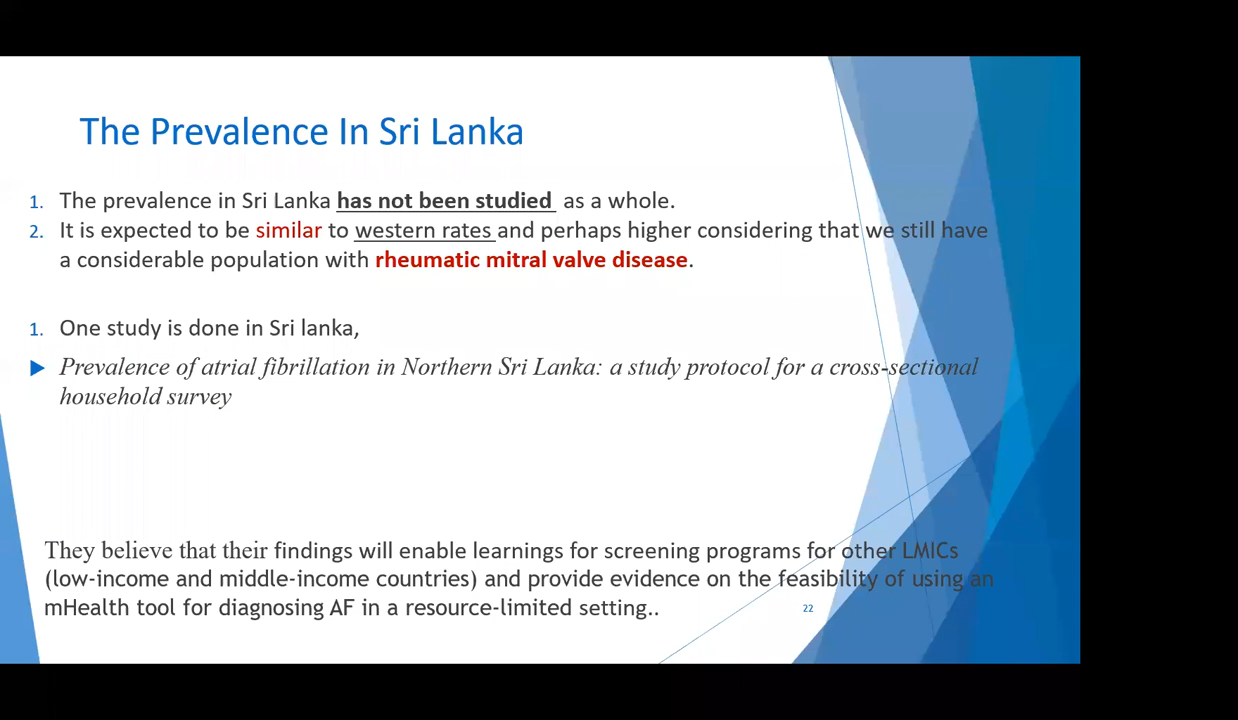 The Prevalence In Sri Lanka
1. The prevalence in Sri Lanka has not been studied as a whole.
2. It is expected to be similar to western rates and perhaps higher considering that we still have
a considerable population with rheumatic mitral valve disease.
1. One study is done in Sri lanka,
Prevalence of atrial fibrillation in Northern Sri Lanka: a study protocol for a cross-sectional
household survey
They believe that their findings will enable learnings for screening programs for other LMICs
(low-income and middle-income countries) and provide evidence on the feasibility of using an
mHealth tool for diagnosing AF in a resource-limited setting..
22